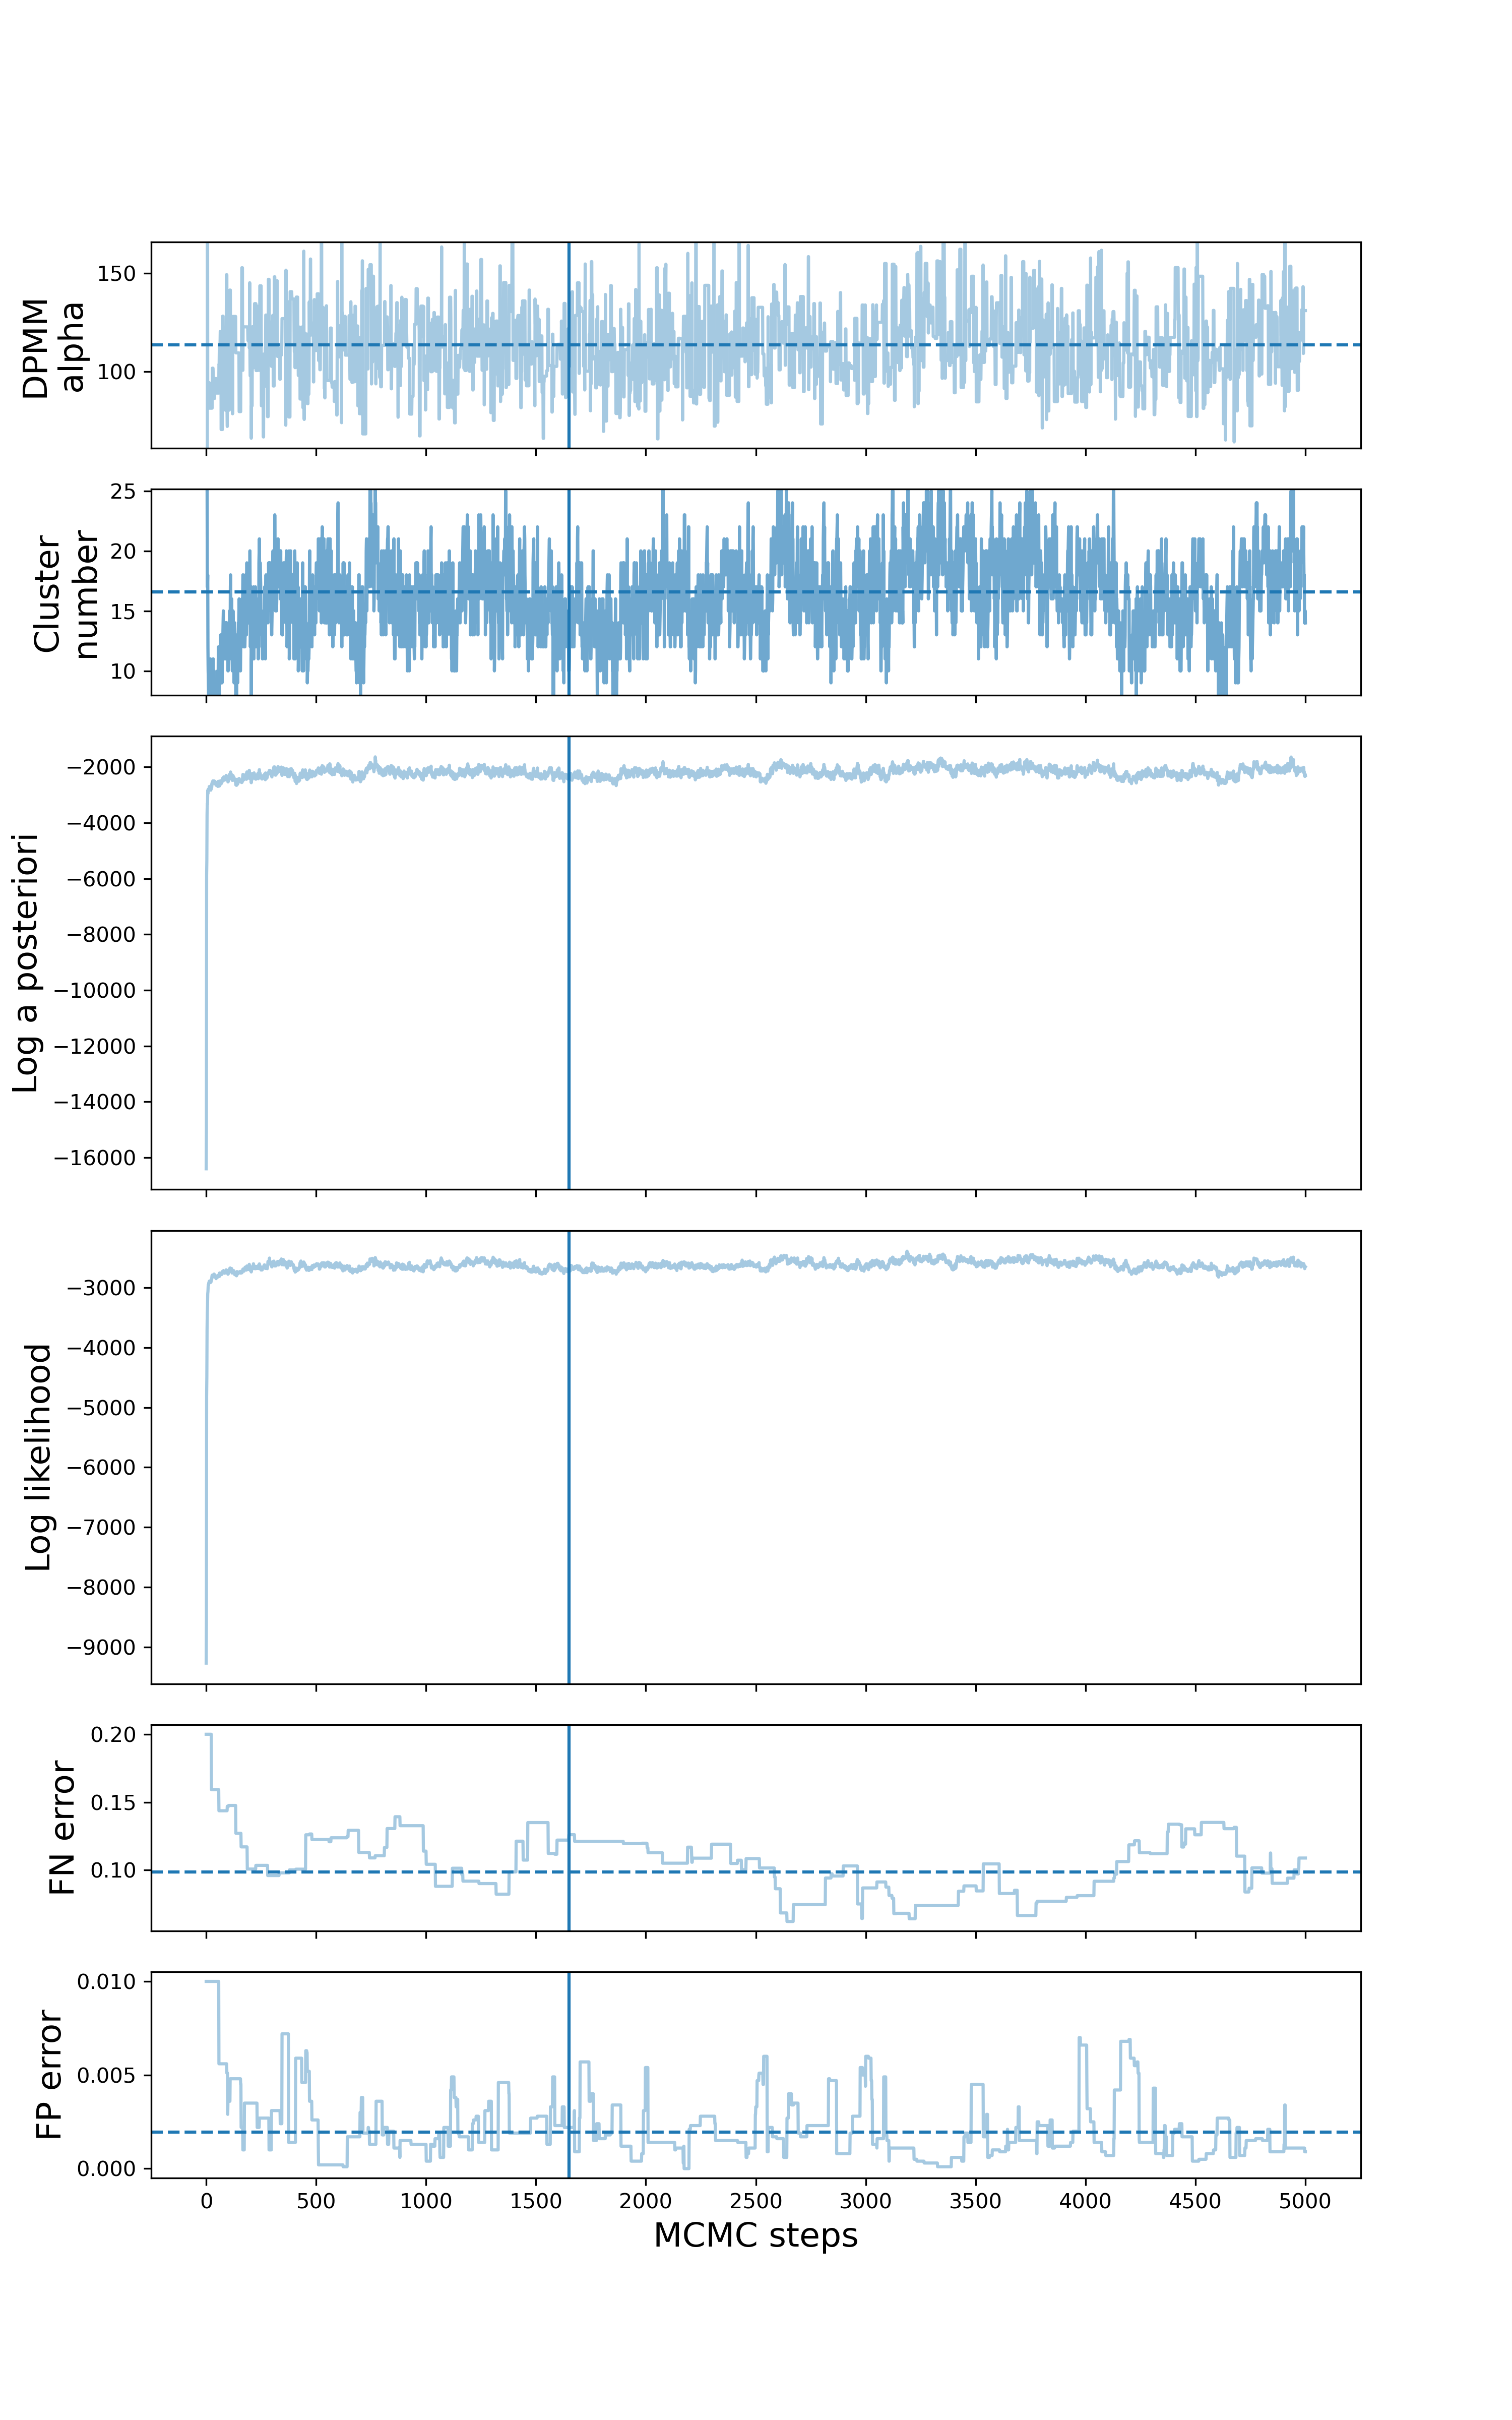 DPMM
alpha
150
100
Cluster
number
25
20
15
10
Log a posteriori
−2000
−4000
−6000
−8000
−10000
−12000
−14000
−16000
Log likelihood
−3000
−4000
−5000
−6000
−7000
−8000
−9000
FN error
0.20
0.15
0.10
FP error
0.010
0.005
0.000
0 500 1000 1500 2000 2500 3000 3500 4000 4500 5000
MCMC steps